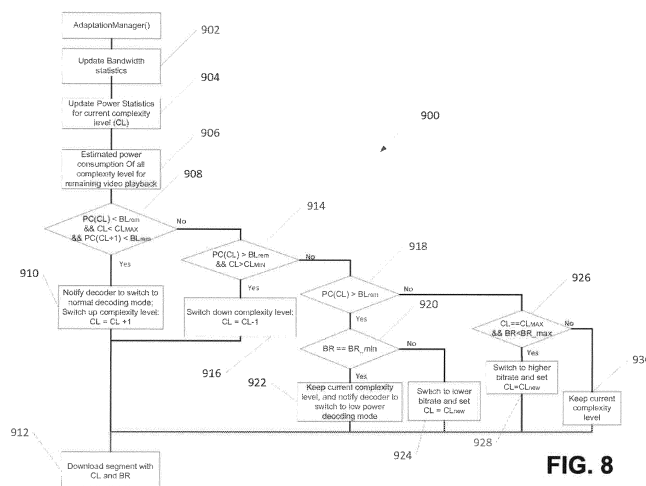 AdaptationManager()
902
Update Bandwidth
statistics
904
Update Power Statistics
for current complexity
level (CL)
906
900
Estimated power
consumption Of all
complexity level for
remaining video playback
908
PC(CL) < BLrem
&& CL< CLMAX
&& PC(CL+1) < BLrem
No
914
Yes
PC(CL) > BLrem
&& CL>CLMIN
No
918
910
Notify decoder to switch to
normal decoding mode;
Switch up complexity level:
CL = CL +1
Yes
Switch down complexity level:
CL = CL-1
916
PC(CL) > BLrem
No
926
Yes
920
CL==CLMAX
&& BR<BR_max
No
BR == BR_min
No
Yes
930
922
Yes
Keep current complexity
level, and notify decoder to
switch to low power
decoding mode
Switch to lower
bitrate and set
CL = CLnew
924
Switch to higher
bitrate and set
CL=CLnew
928
Keep current
complexity
level
912
Download segment with
CL and BR
FIG. 8